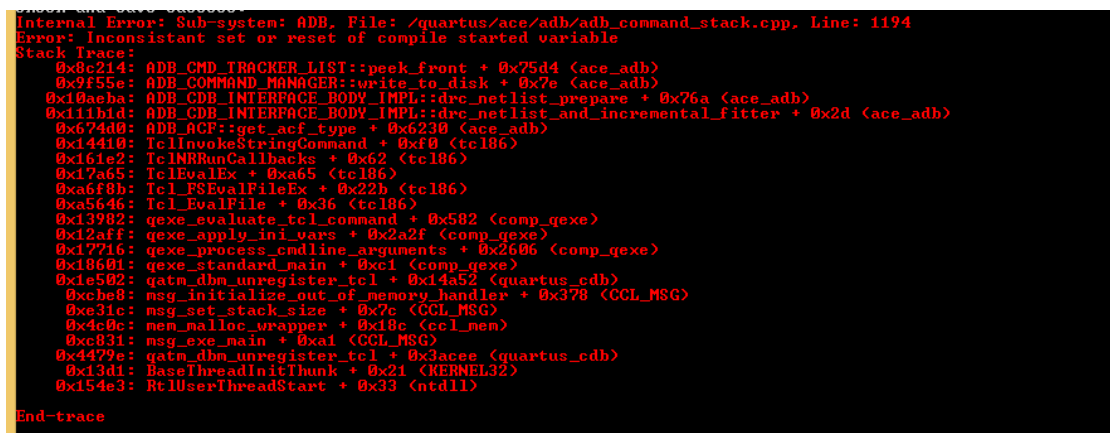 Internal Error: Sub-system: ADB, File: /quartus/ace/adb/adb_command_stack.cpp, Line: 1194
Error: Inconsistant set or reset of compile started variable
Stack Trace:
0x8c214: ADB_CMD_TRACKER_LIST::peek_front + 0x75d4 (ace_adb)
0x9f55e: ADB_COMMAND_MANAGER::write_to_disk + 0x7e (ace_adb)
0x10aeba: ADB_CDB_INTERFACE_BODY_IMPL::drc_netlist_prepare + 0x76a (ace_adb)
0x111b1d: ADB_CDB_INTERFACE_BODY_IMPL::drc_netlist_and_incremental_fitter + 0x2d (ace_adb)
0x674d0: ADB_ACF::get_acf_type + 0x6230 (ace_adb)
0x14410: TclInvokeStringCommand + 0xf0 (tcl86)
0x161e2: TclNRRunCallbacks + 0x62 (tcl86)
0x17a65: TclEvalEx + 0xa65 (tcl86)
0xa6f8b: Tcl_FSEvalFileEx + 0x22b (tcl86)
0xa5646: Tcl_EvalFile + 0x36 (tcl86)
0x13982: qexe_evaluate_tcl_command + 0x582 (comp_qexe)
0x12aff: qexe_apply_ini_vars + 0x2a2f (comp_qexe)
0x17716: qexe_process_cmdline_arguments + 0x2606 (comp_qexe)
0x18601: qexe_standard_main + 0xc1 (comp_qexe)
0x1e502: qatm_dbm_unregister_tcl + 0x14a52 (quartus_cdb)
0xcbe8: msg_initialize_out_of_memory_handler + 0x378 (CCL_MSG)
0xe31c: msg_set_stack_size + 0x7c (CCL_MSG)
0x4c0c: mem_malloc_wrapper + 0x18c (ccl_mem)
0xc831: msg_exe_main + 0xa1 (CCL_MSG)
0x4479e: qatm_dbm_unregister_tcl + 0x3acee (quartus_cdb)
0x13d1: BaseThreadInitThunk + 0x21 (KERNEL32)
0x154e3: RtlUserThreadStart + 0x33 (ntdll)
End-trace